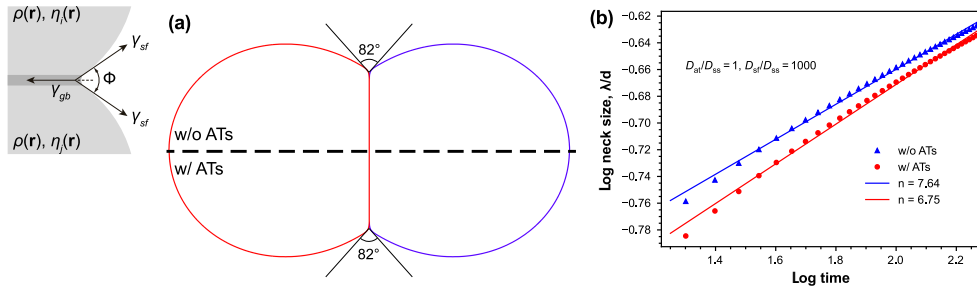 ρ(r), η_i(r)
γ_sf
Φ
γ_gb
γ_sf
ρ(r), η_j(r)
(a)
82°
w/o ATs
w/ ATs
82°
(b)
D_at/D_ss = 1, D_sf/D_ss = 1000
Log neck size, λ/d
−0.62
−0.64
−0.66
−0.68
−0.70
−0.72
−0.74
−0.76
−0.78
w/o ATs
w/ ATs
n = 7.64
n = 6.75
1.4
1.6
1.8
2.0
2.2
Log time